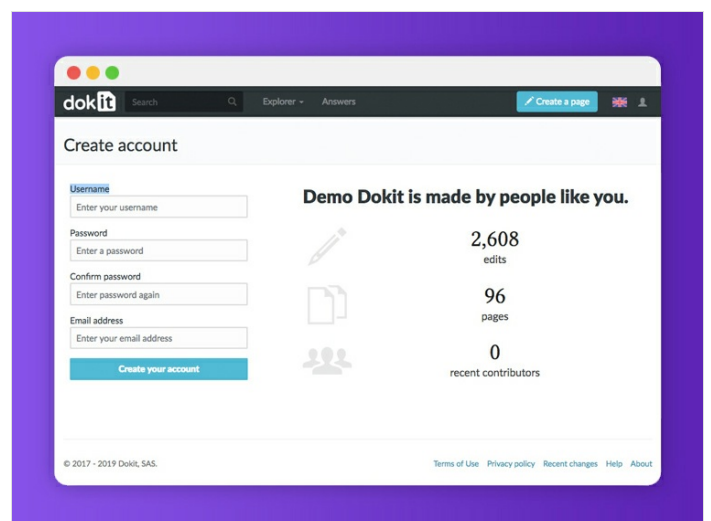 dokit
Search
Explorer
Answers
Create a page
Create account
Username
Enter your username
Password
Enter a password
Confirm password
Enter password again
Email address
Enter your email address
Create your account
Demo Dokit is made by people like you.
2,608
edits
96
pages
0
recent contributors
© 2017 - 2019 Dokit, SAS.
Terms of Use Privacy policy Recent changes Help About